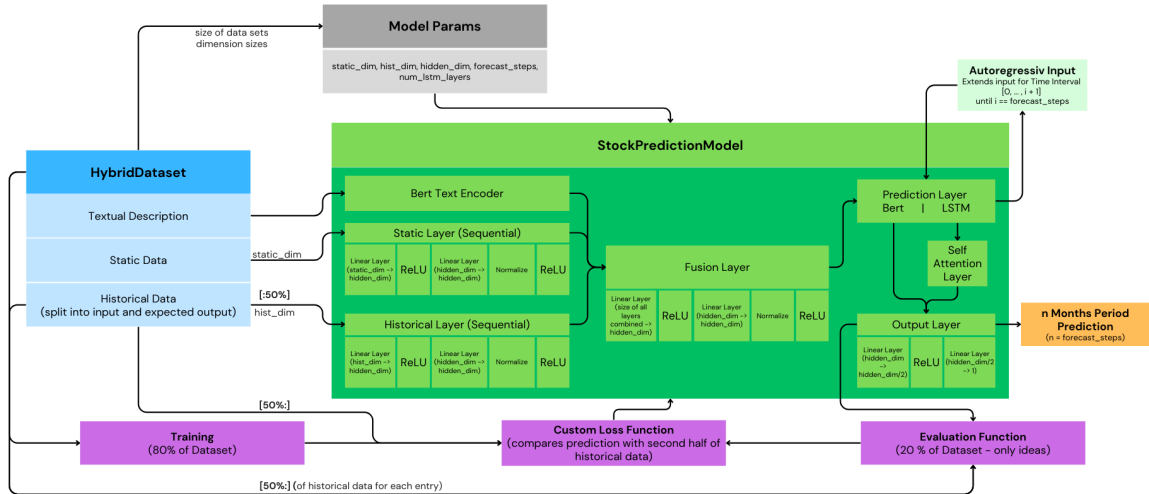 size of data sets
dimension sizes
Model Params
static_dim, hist_dim, hidden_dim, forecast_steps,
num_lstm_layers
Autoregressiv Input
Extends input for Time Interval
[0, ... , i + 1]
until i == forecast_steps
StockPredictionModel
HybridDataset
Textual Description
Static Data
Historical Data
(split into input and expected output)
static_dim
[:50%]
hist_dim
Bert Text Encoder
Static Layer (Sequential)
Linear Layer
(static_dim ->
hidden_dim)
ReLU
Linear Layer
(hidden_dim ->
hidden_dim)
Normalize
ReLU
Historical Layer (Sequential)
Linear Layer
(hist_dim ->
hidden_dim)
ReLU
Linear Layer
(hidden_dim ->
hidden_dim)
Normalize
ReLU
Fusion Layer
Linear Layer
(size of all
layers
combined ->
hidden_dim)
ReLU
Linear Layer
(hidden_dim ->
hidden_dim)
Normalize
ReLU
Prediction Layer
Bert | LSTM
Self
Attention
Layer
Output Layer
Linear Layer
(hidden_dim
->
hidden_dim/2)
ReLU
Linear Layer
(hidden_dim/2
-> 1)
n Months Period
Prediction
(n = forecast_steps)
[50%:]
Training
(80% of Dataset)
Custom Loss Function
(compares prediction with second half of
historical data)
Evaluation Function
(20 % of Dataset - only ideas)
[50%:] (of historical data for each entry)